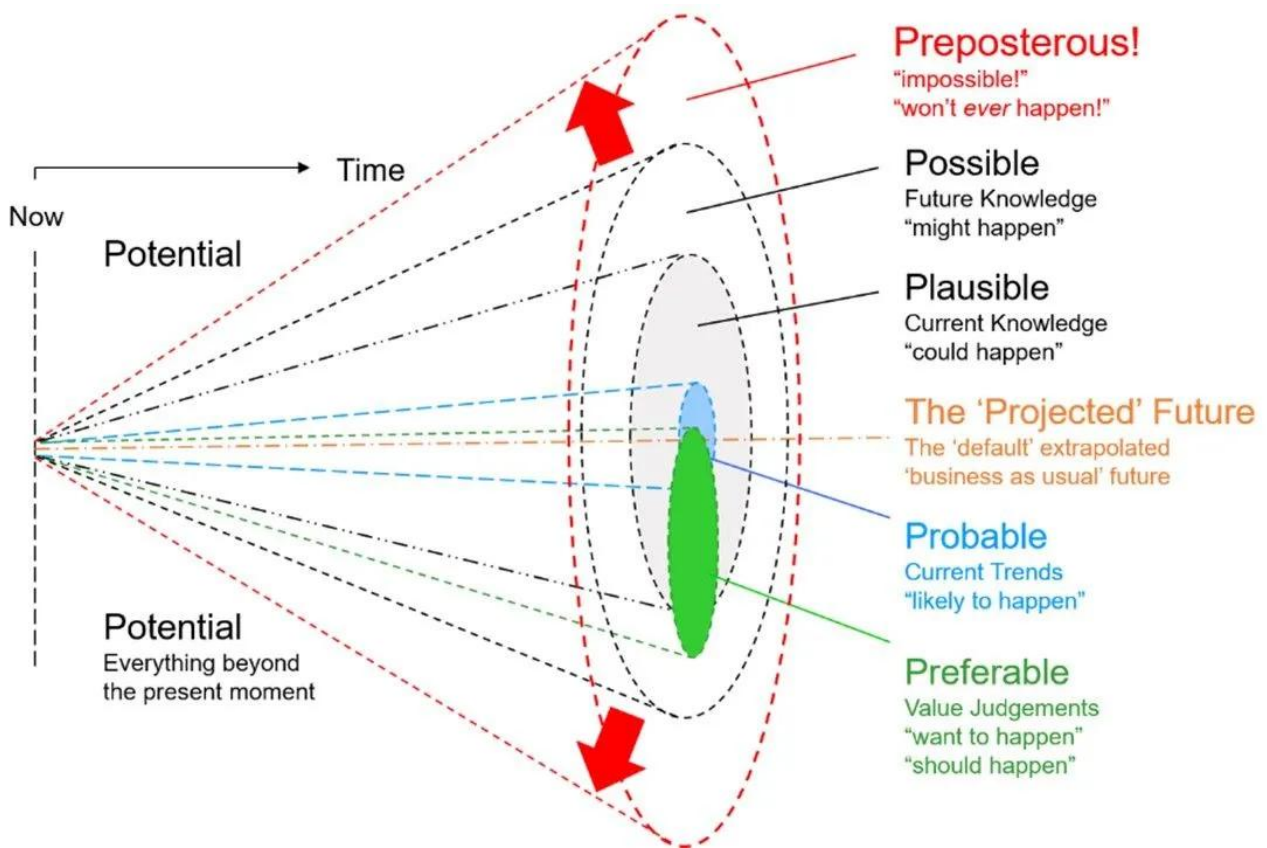 Preposterous!
“impossible!”
“won’t ever happen!”
Time
Now
Potential
Possible
Future Knowledge
“might happen”
Plausible
Current Knowledge
“could happen”
The ‘Projected’ Future
The ‘default’ extrapolated
‘business as usual’ future
Probable
Current Trends
“likely to happen”
Potential
Everything beyond
the present moment
Preferable
Value Judgements
“want to happen”
“should happen”